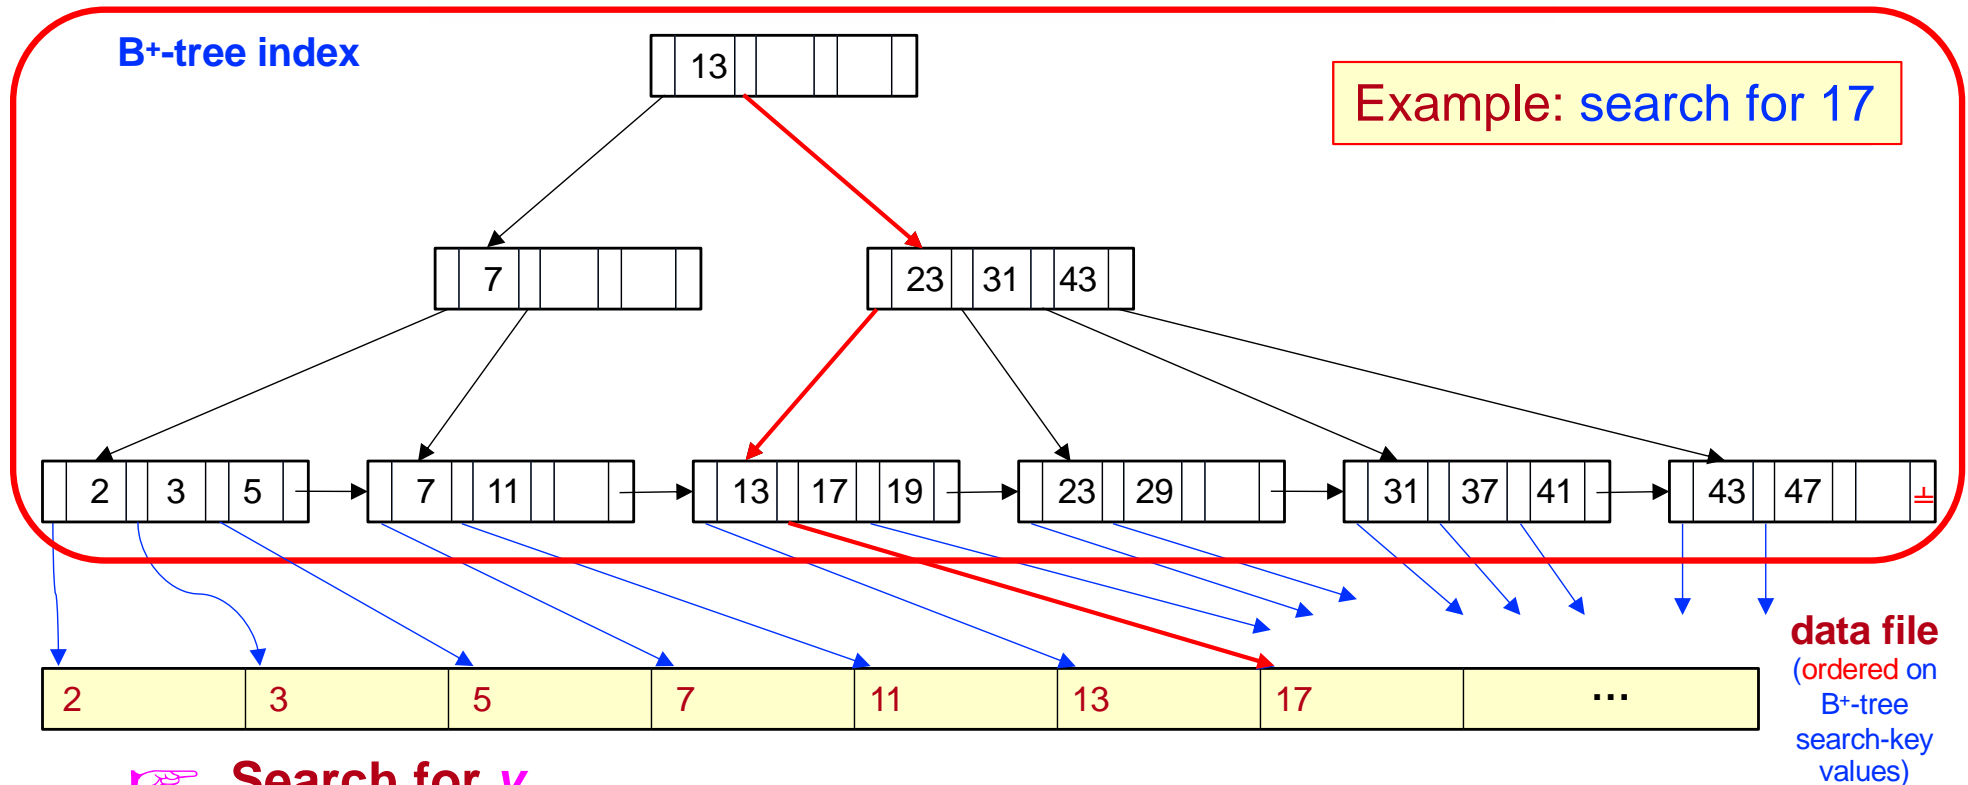 B+-tree index
13
Example: search for 17
7
23 31 43
2 3 5 7 11 13 17 19 23 29 31 37 41 43 47
data file
(ordered on
B+-tree
search-key
values)
2 3 5 7 11 13 17 ...
Search for v